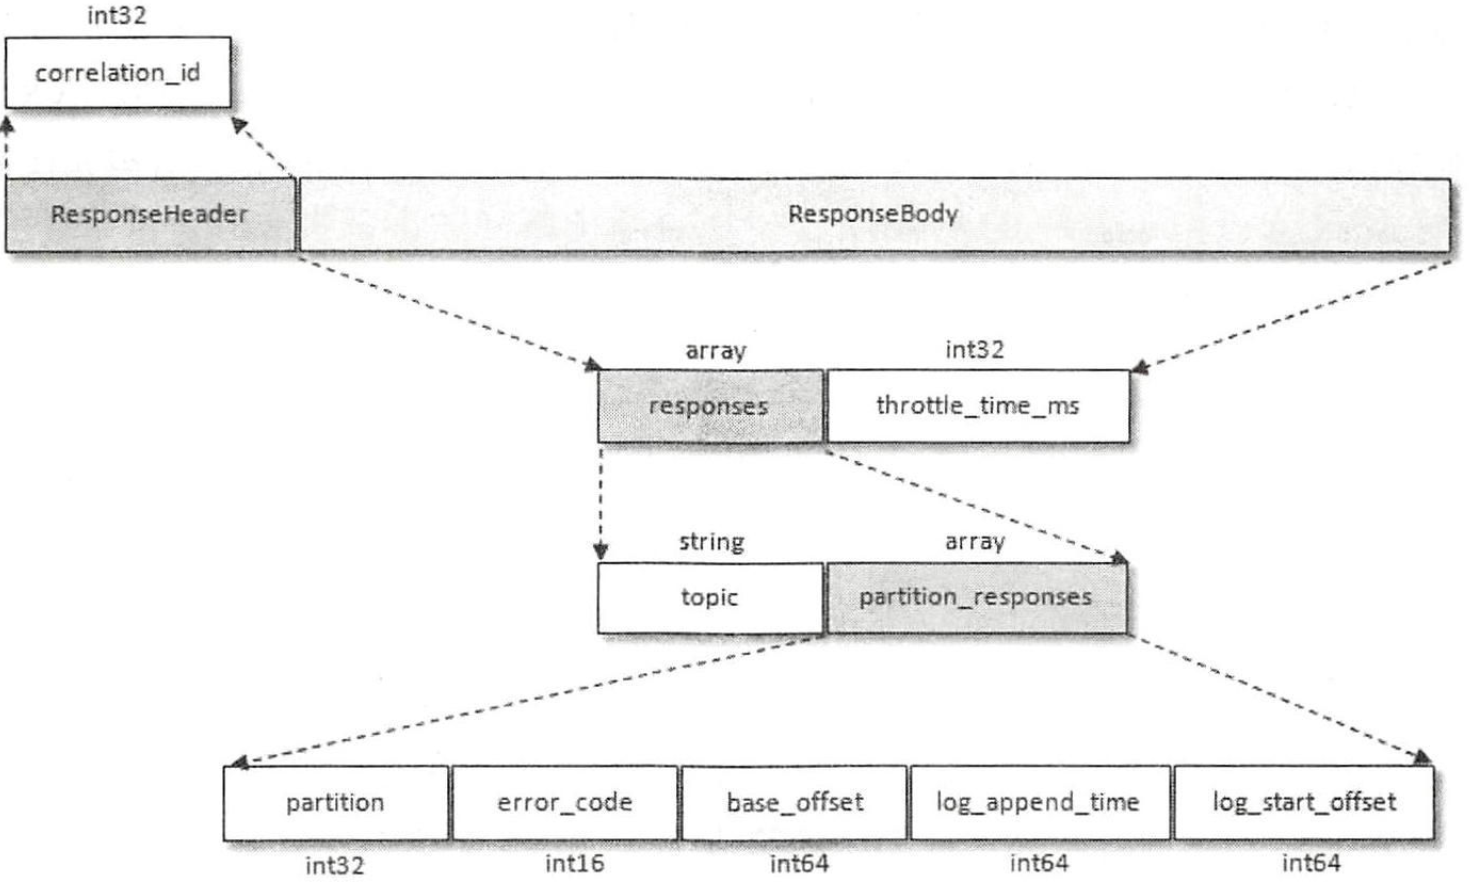 int32
correlation_id
ResponseHeader
ResponseBody
array
int32
responses
throttle_time_ms
string
array
topic
partition_responses
partition
error_code
base_offset
log_append_time
log_start_offset
int32
int16
int64
int64
int64